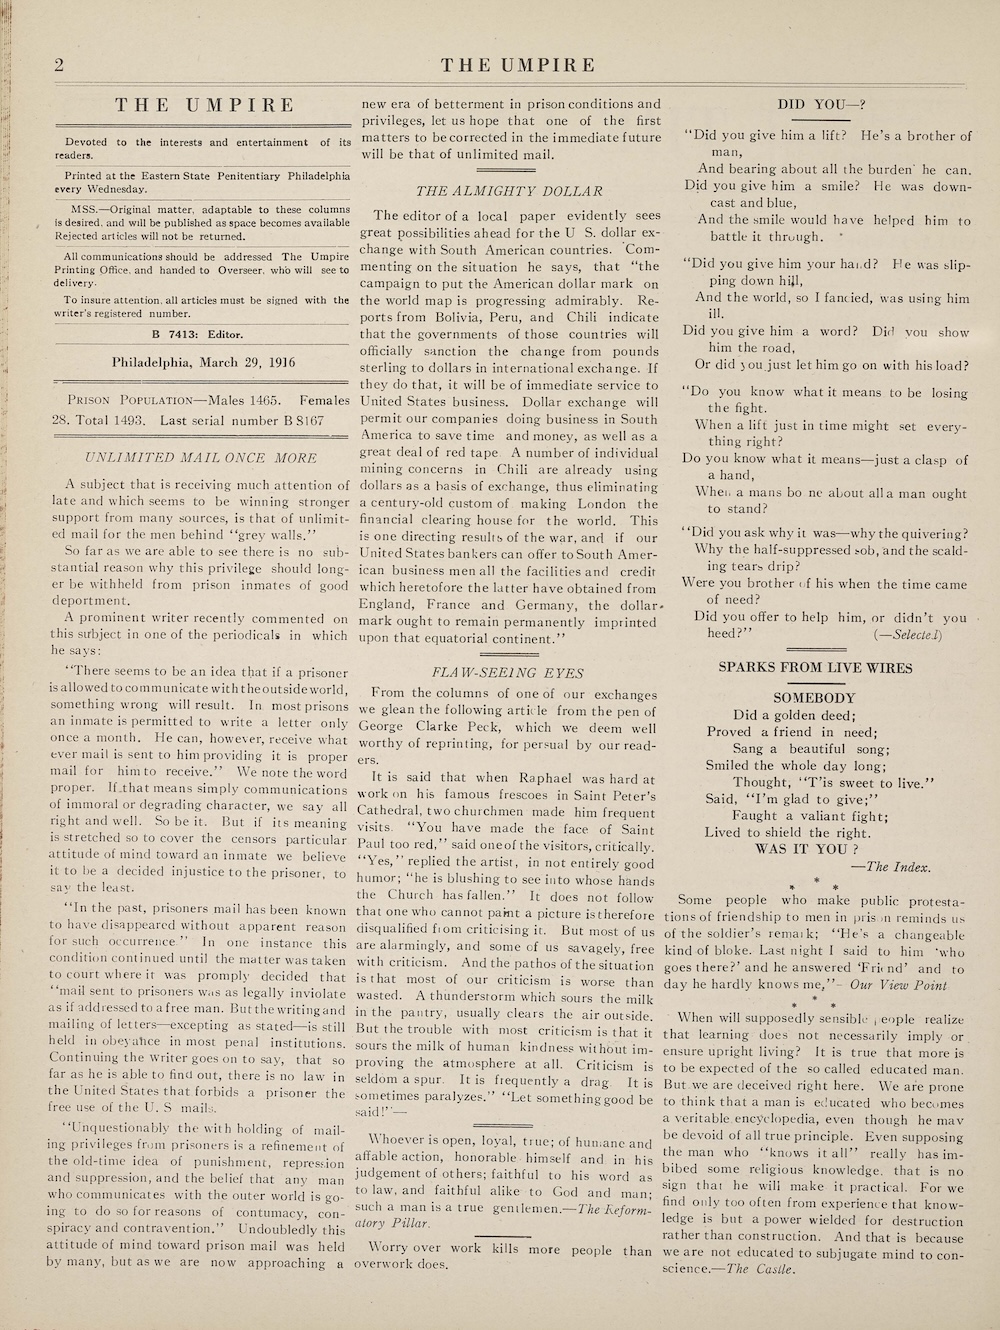 2
THE UMPIRE
THE UMPIRE
Devoted to the interests and entertainment of its
readers.
Printed at the Eastern State Penitentiary Philadelphia
every Wednesday.
MSS.—Original matter, adaptable to these columns
is desired, and will be published as space becomes available
Rejected articles will not be returned.
All communications should be addressed The Umpire
Printing Office, and handed to Overseer, who will see to
delivery.
To insure attention, all articles must be signed with the
writer's registered number.
B 7413: Editor.
Philadelphia, March 29, 1916
PRISON POPULATION—Males 1465. Females
28. Total 1493. Last serial number B 8167
UNLIMITED MAIL ONCE MORE
A subject that is receiving much attention of
late and which seems to be winning stronger
support from many sources, is that of unlimit-
ed mail for the men behind "grey walls."
So far as we are able to see there is no sub-
stantial reason why this privilege should long-
er be withheld from prison inmates of good
deportment.
A prominent writer recently commented on
this subject in one of the periodicals in which
he says:
"There seems to be an idea that if a prisoner
is allowed to communicate with the outside world,
something wrong will result. In most prisons
an inmate is permitted to write a letter only
once a month. He can, however, receive what
ever mail is sent to him providing it is proper
mail for him to receive." We note the word
proper. If that means simply communications
of immoral or degrading character, we say all
right and well. So be it. But if its meaning
is stretched so to cover the censors particular
attitude of mind toward an inmate we believe
it to be a decided injustice to the prisoner, to
say the least.
"In the past, prisoners mail has been known
to have disappeared without apparent reason
for such occurrence." In one instance this
condition continued until the matter was taken
to court where it was promply decided that
"mail sent to prisoners was as legally inviolate
as if addressed to a free man. But the writing and
mailing of letters—excepting as stated—is still
held in obeyance in most penal institutions.
Continuing the writer goes on to say, that so
far as he is able to find out, there is no law in
the United States that forbids a prisoner the
free use of the U. S mails.
"Unquestionably the with holding of mail-
ing privileges from prisoners is a refinement of
the old-time idea of punishment, repression
and suppression, and the belief that any man
who communicates with the outer world is go-
ing to do so for reasons of contumacy, con-
spiracy and contravention." Undoubtedly this
attitude of mind toward prison mail was held
by many, but as we are now approaching a
new era of betterment in prison conditions and
privileges, let us hope that one of the first
matters to be corrected in the immediate future
will be that of unlimited mail.
THE ALMIGHTY DOLLAR
The editor of a local paper evidently sees
great possibilities ahead for the U S. dollar ex-
change with South American countries. Com-
menting on the situation he says, that "the
campaign to put the American dollar mark on
the world map is progressing admirably. Re-
ports from Bolivia, Peru, and Chili indicate
that the governments of those countries will
officially sanction the change from pounds
sterling to dollars in international exchange. If
they do that, it will be of immediate service to
United States business. Dollar exchange will
permit our companies doing business in South
America to save time and money, as well as a
great deal of red tape. A number of individual
mining concerns in Chili are already using
dollars as a basis of exchange, thus eliminating
a century-old custom of making London the
financial clearing house for the world. This
is one directing results of the war, and if our
United States bankers can offer to South Amer-
ican business men all the facilities and credit
which heretofore the latter have obtained from
England, France and Germany, the dollar-
mark ought to remain permanently imprinted
upon that equatorial continent."
FLAW-SEEING EYES
From the columns of one of our exchanges
we glean the following article from the pen of
George Clarke Peck, which we deem well
worthy of reprinting, for persual by our read-
ers.
It is said that when Raphael was hard at
work on his famous frescoes in Saint Peter's
Cathedral, two churchmen made him frequent
visits. "You have made the face of Saint
Paul too red," said one of the visitors, critically.
"Yes," replied the artist, in not entirely good
humor; "he is blushing to see into whose hands
the Church has fallen." It does not follow
that one who cannot paint a picture is therefore
disqualified from criticising it. But most of us
are alarmingly, and some of us savagely, free
with criticism. And the pathos of the situation
is that most of our criticism is worse than
wasted. A thunderstorm which sours the milk
in the pantry, usually clears the air outside.
But the trouble with most criticism is that it
sours the milk of human kindness without im-
proving the atmosphere at all. Criticism is
seldom a spur. It is frequently a drag. It is
sometimes paralyzes." "Let something good be
said!"—
Whoever is open, loyal, true; of humane and
affable action, honorable himself and in his
judgement of others; faithful to his word as
to law, and faithful alike to God and man;
such a man is a true gentlemen.—The Reform-
atory Pillar.
Worry over work kills more people than
overwork does.
DID YOU—?
"Did you give him a lift? He's a brother of
man,
And bearing about all the burden he can.
Did you give him a smile? He was down-
cast and blue,
And the smile would have helped him to
battle it through.
"Did you give him your hand? He was slip-
ping down hill,
And the world, so I fancied, was using him
ill.
Did you give him a word? Did you show
him the road,
Or did you just let him go on with his load?
"Do you know what it means to be losing
the fight.
When a lift just in time might set every-
thing right?
Do you know what it means—just a clasp of
a hand,
When a mans bo ne about all a man ought
to stand?
"Did you ask why it was—why the quivering?
Why the half-suppressed sob, and the scald-
ing tears drip?
Were you brother of his when the time came
of need?
Did you offer to help him, or didn't you
heed?" (—Selected)
SPARKS FROM LIVE WIRES
SOMEBODY
Did a golden deed;
Proved a friend in need;
Sang a beautiful song;
Smiled the whole day long;
Thought, "T'is sweet to live."
Said, "I'm glad to give;"
Faught a valiant fight;
Lived to shield the right.
WAS IT YOU ?
—The Index.
*
* *
Some people who make public protesta-
tions of friendship to men in prison reminds us
of the soldier's remark; "He's a changeable
kind of bloke. Last night I said to him 'who
goes there?' and he answered 'Friend' and to
day he hardly knows me,"– Our View Point
*
* *
When will supposedly sensible people realize
that learning does not necessarily imply or
ensure upright living? It is true that more is
to be expected of the so called educated man.
But we are deceived right here. We are prone
to think that a man is educated who becomes
a veritable encyclopedia, even though he may
be devoid of all true principle. Even supposing
the man who "knows it all" really has im-
bibed some religious knowledge, that is no
sign that he will make it practical. For we
find only too often from experience that know-
ledge is but a power wielded for destruction
rather than construction. And that is because
we are not educated to subjugate mind to con-
science.—The Castle.